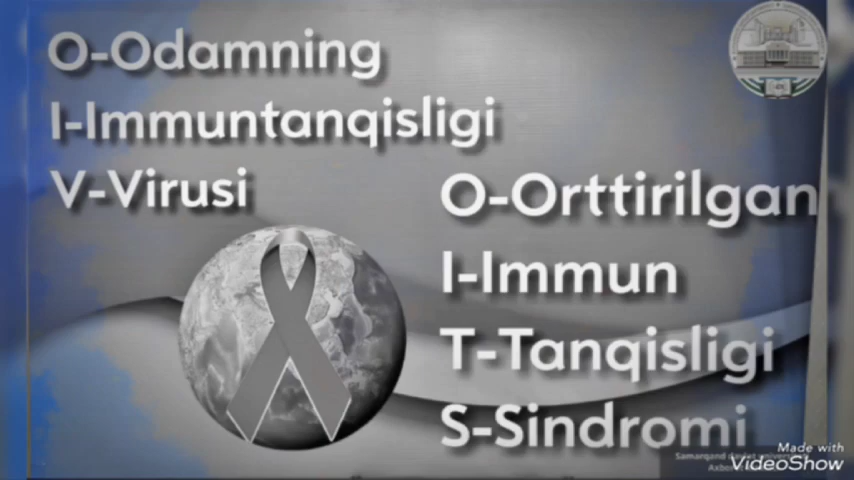 O-Odamning
I-Immuntanqisligi
V-Virusi
O-Orttirilgan
I-Immun
T-Tanqisligi
S-Sindromi
Made with
VideoShow